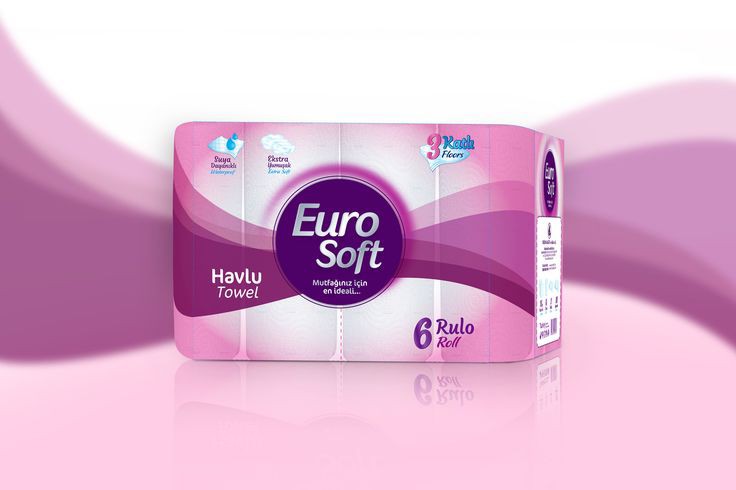 Suya
Dayanıklı
Waterproof
Ekstra
Yumuşak
Extra Soft
3 Katlı
Floors
Euro
Soft
Mutfağınız için
en ideali...
Havlu
Towel
6 Rulo
Roll
Euro
Soft